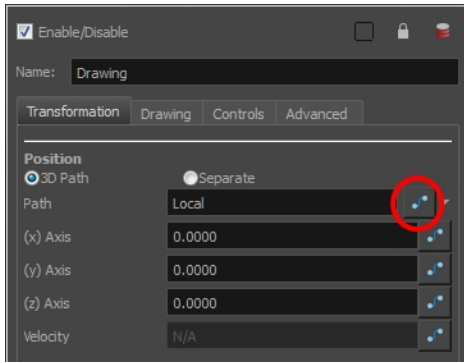 Enable/Disable
Name: Drawing
Transformation Drawing Controls Advanced
Position
3D Path Separate
Path Local
(x) Axis 0.0000
(y) Axis 0.0000
(z) Axis 0.0000
Velocity N/A